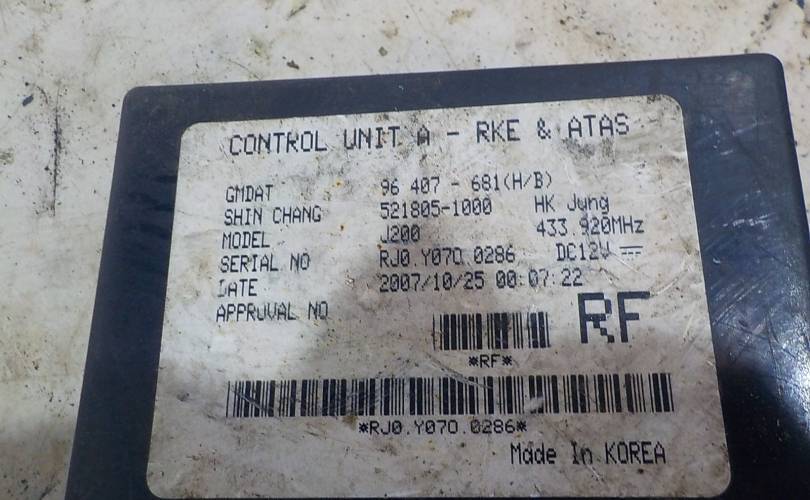 CONTROL UNIT A - RKE & ATAS
GMDAT 96 407 - 681(H/B)
SHIN CHANG 521805-1000 HK Jung
MODEL J200 433.920MHz
SERIAL NO RJ0.Y070.0286 DC12V
DATE 2007/10/25 00:07:22
APPROVAL NO
RF
*RF*
*RJ0.Y070.0286*
Made In KOREA